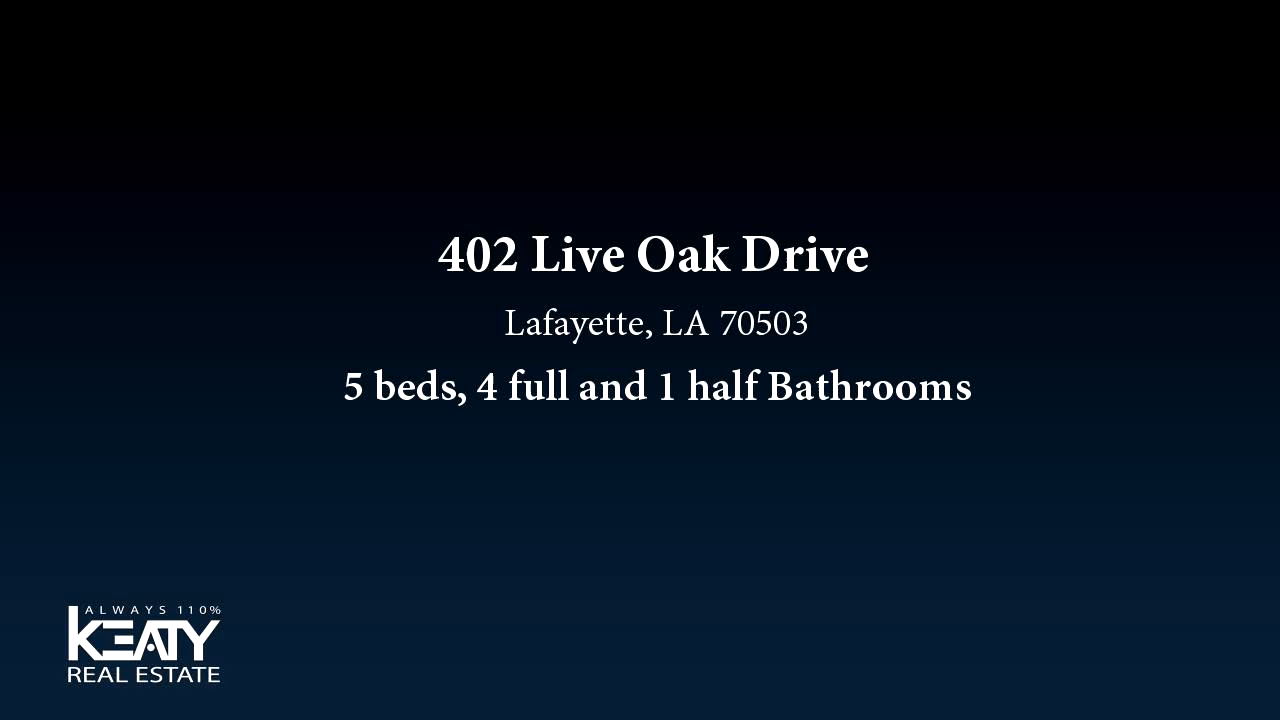 402 Live Oak Drive
Lafayette, LA 70503
5 beds, 4 full and 1 half Bathrooms
ALWAYS 110%
KEATY
REAL ESTATE